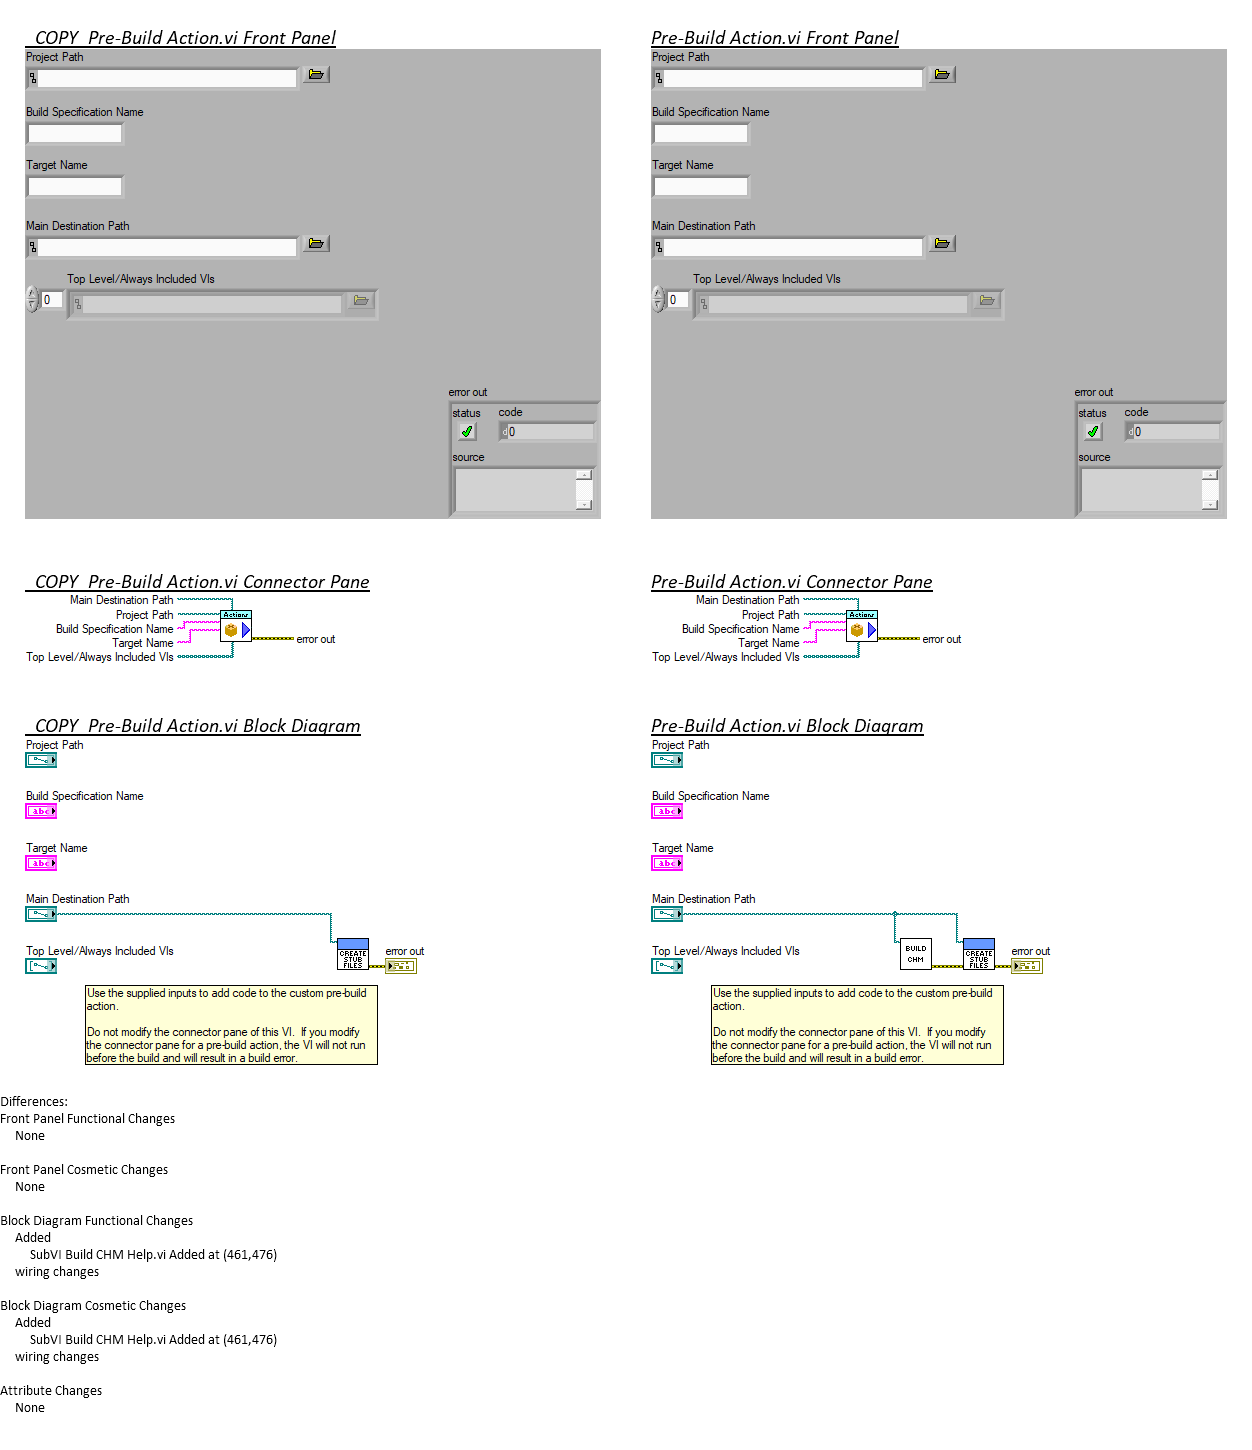 _COPY_Pre-Build Action.vi Front Panel
Project Path
Build Specification Name
Target Name
Main Destination Path
Top Level/Always Included VIs
0
error out
status code
0
source
Pre-Build Action.vi Front Panel
Project Path
Build Specification Name
Target Name
Main Destination Path
Top Level/Always Included VIs
0
error out
status code
d0
source
_COPY_Pre-Build Action.vi Connector Pane
Main Destination Path
Project Path
Build Specification Name
Target Name
Top Level/Always Included VIs
Actions
error out
Pre-Build Action.vi Connector Pane
Main Destination Path
Project Path
Build Specification Name
Target Name
Top Level/Always Included VIs
Actions
error out
_COPY_Pre-Build Action.vi Block Diagram
Project Path
Build Specification Name
abc
Target Name
abc
Main Destination Path
Top Level/Always Included VIs
CREATE
STUB
FILES
error out
Use the supplied inputs to add code to the custom pre-build
action.
Do not modify the connector pane of this VI. If you modify
the connector pane for a pre-build action, the VI will not run
before the build and will result in a build error.
Pre-Build Action.vi Block Diagram
Project Path
Build Specification Name
abc
Target Name
abc
Main Destination Path
Top Level/Always Included VIs
BUILD
CHM
CREATE
STUB
FILES
error out
Use the supplied inputs to add code to the custom pre-build
action.
Do not modify the connector pane of this VI. If you modify
the connector pane for a pre-build action, the VI will not run
before the build and will result in a build error.
Differences:
Front Panel Functional Changes
None
Front Panel Cosmetic Changes
None
Block Diagram Functional Changes
Added
SubVI Build CHM Help.vi Added at (461,476)
wiring changes
Block Diagram Cosmetic Changes
Added
SubVI Build CHM Help.vi Added at (461,476)
wiring changes
Attribute Changes
None